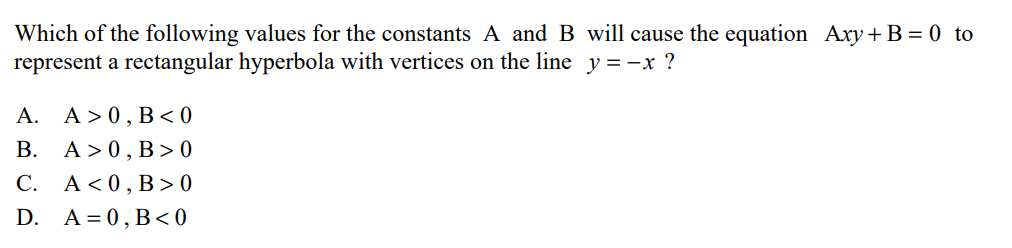 Which of the following values for the constants A and B will cause the equation Axy + B = 0 to
represent a rectangular hyperbola with vertices on the line y = −x ?
A. A > 0 , B < 0
B. A > 0 , B > 0
C. A < 0 , B > 0
D. A = 0 , B < 0